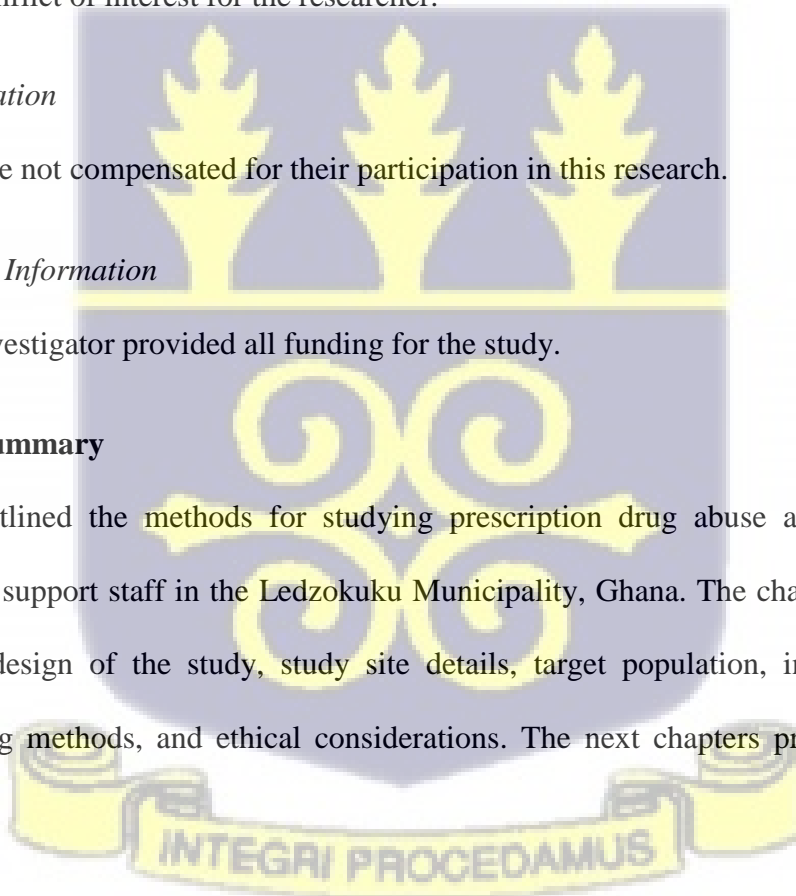 of interest for the researcher.
ation
e not compensated for their participation in this research.
Information
vestigator provided all funding for the study.
ummary
tlined the methods for studying prescription drug abuse a
support staff in the Ledzokuku Municipality, Ghana. The cha
design of the study, study site details, target population, in
g methods, and ethical considerations. The next chapters pr
INTEGRI PROCEDAMUS